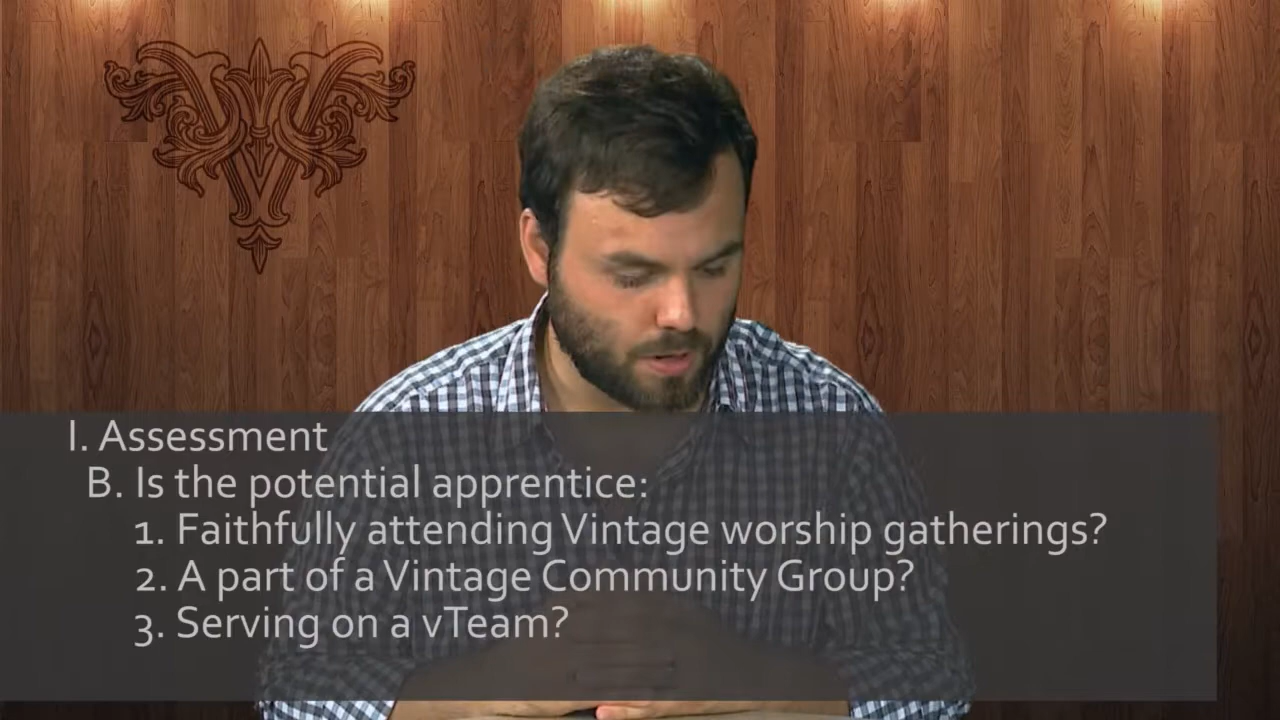 I. Assessment
B. Is the potential apprentice:
1. Faithfully attending Vintage worship gatherings?
2. A part of a Vintage Community Group?
3. Serving on a vTeam?